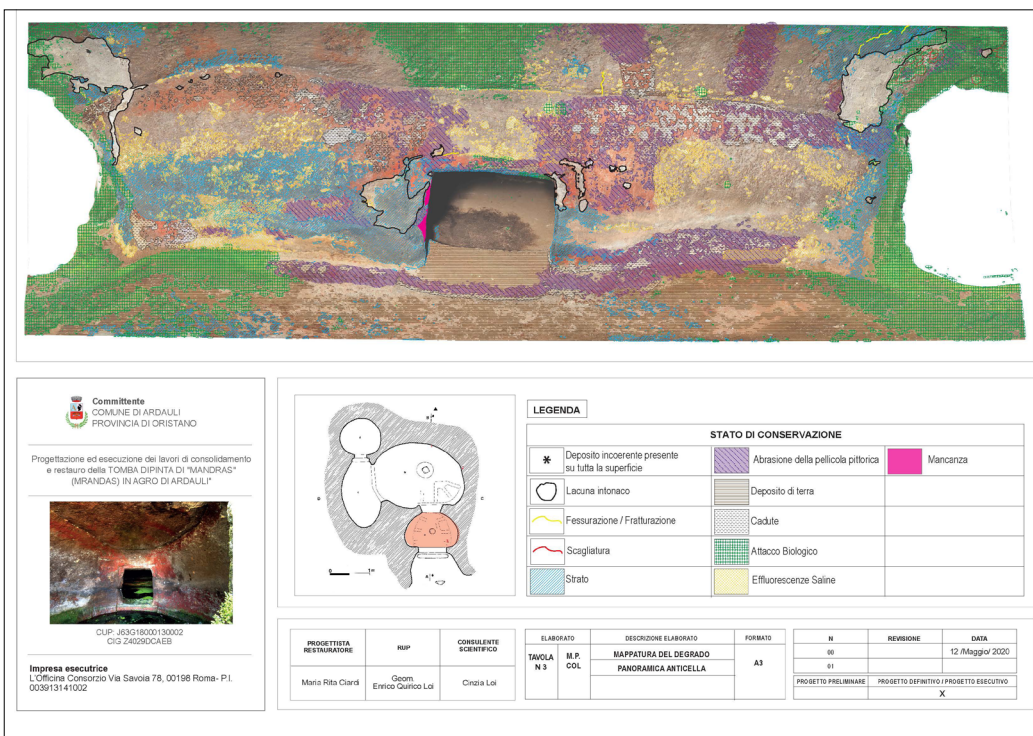 Committente
COMUNE DI ARDAULI
PROVINCIA DI ORISTANO
Progettazione ed esecuzione dei lavori di consolidamento
e restauro della TOMBA DIPINTA DI "MANDRAS"
(MRANDAS) IN AGRO DI ARDAULI"
CUP: J63G18000130002
CIG Z4029DCAEB
Impresa esecutrice
L'Officina Consorzio Via Savoia 78, 00198 Roma- P.I.
003913141002
LEGENDA
STATO DI CONSERVAZIONE
* Deposito incoerente presente
su tutta la superficie
Abrasione della pellicola pittorica
Mancanza
Lacuna intonaco
Deposito di terra
Fessurazione / Fratturazione
Cadute
Scagliatura
Attacco Biologico
Strato
Effluorescenze Saline
PROGETTISTA
RESTAURATORE
RUP
CONSULENTE
SCIENTIFICO
Maria Rita Ciardi
Geom.
Enrico Quirico Loi
Cinzia Loi
ELABORATO
DESCRIZIONE ELABORATO
FORMATO
TAVOLA
N 3
M.P.
COL
MAPPATURA DEL DEGRADO
PANORAMICA ANTICELLA
A3
N
REVISIONE
DATA
00
12 /Maggio/ 2020
01
PROGETTO PRELIMINARE
PROGETTO DEFINITIVO / PROGETTO ESECUTIVO
X